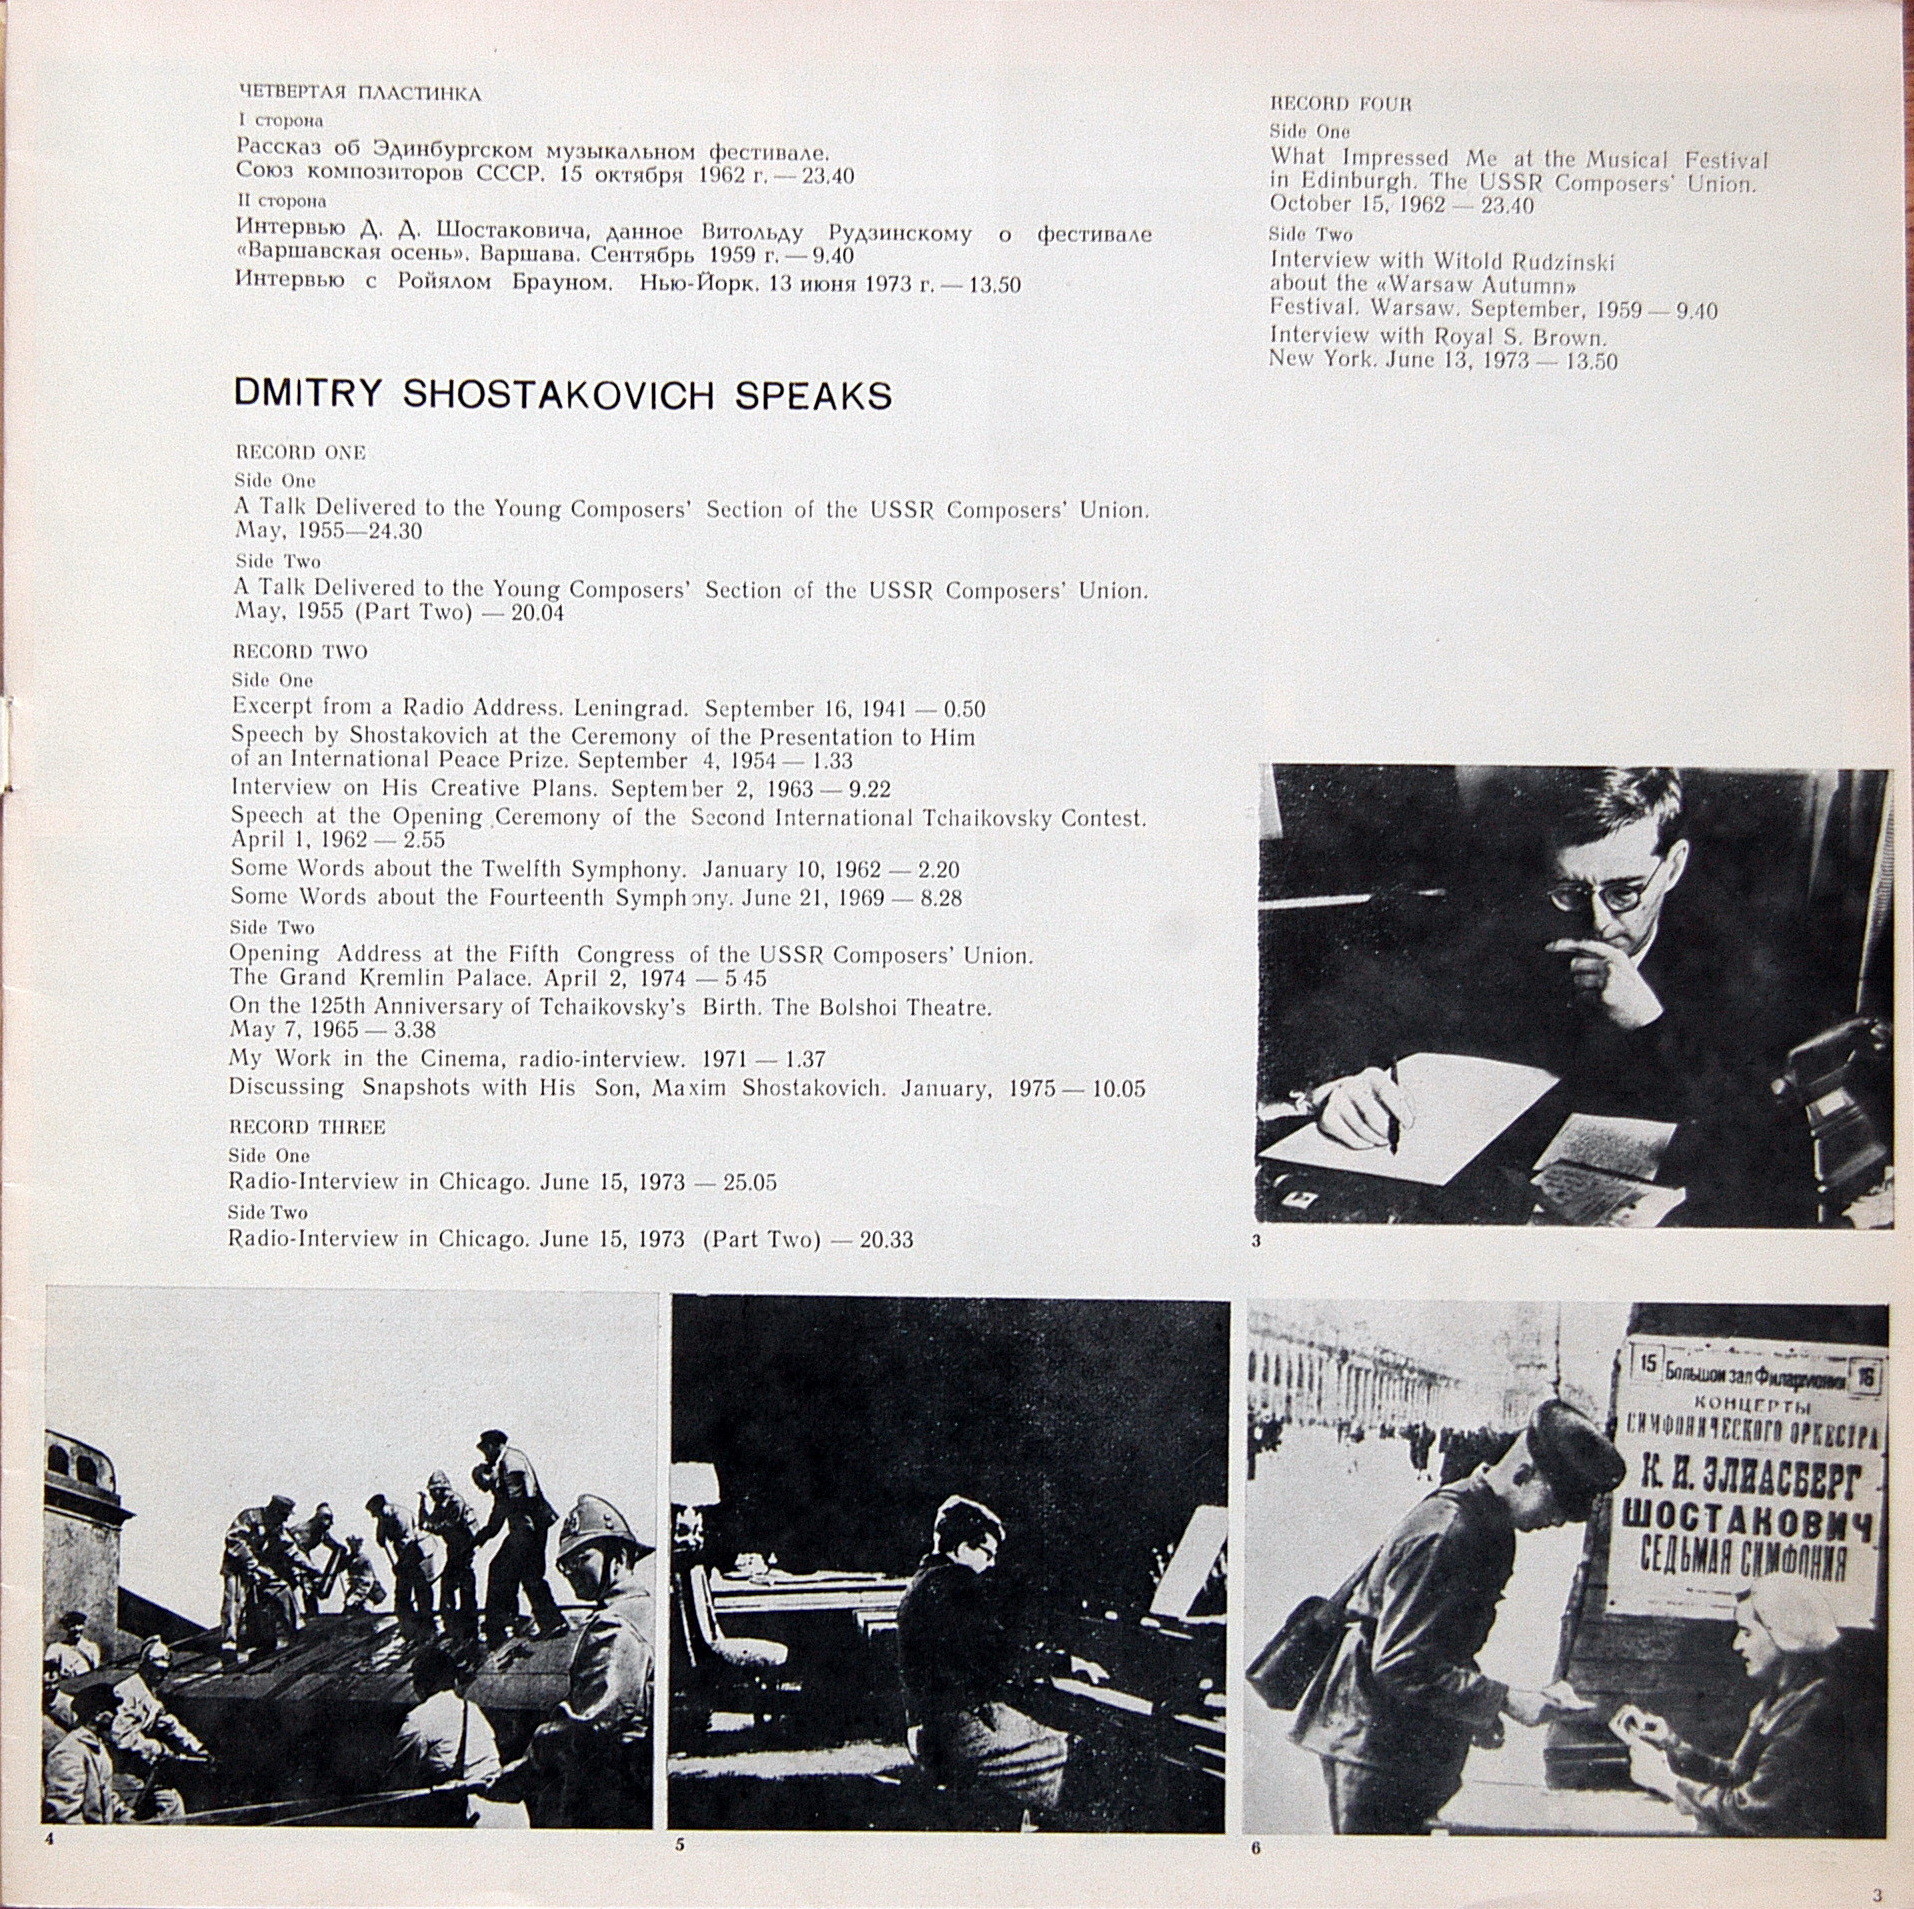 ЧЕТВЕРТАЯ ПЛАСТИНКА
I сторона
Рассказ об Эдинбургском музыкальном фестивале.
Союз композиторов СССР. 15 октября 1962 г. — 23.40
II сторона
Интервью Д. Д. Шостаковича, данное Витольду Рудзинскому о фестивале
«Варшавская осень». Варшава. Сентябрь 1959 г. — 9.40
Интервью с Ройялом Брауном. Нью-Йорк. 13 июня 1973 г. — 13.50
DMITRY SHOSTAKOVICH SPEAKS
RECORD ONE
Side One
A Talk Delivered to the Young Composers' Section of the USSR Composers' Union.
May, 1955—24.30
Side Two
A Talk Delivered to the Young Composers' Section of the USSR Composers' Union.
May, 1955 (Part Two) — 20.04
RECORD TWO
Side One
Excerpt from a Radio Address. Leningrad. September 16, 1941 — 0.50
Speech by Shostakovich at the Ceremony of the Presentation to Him
of an International Peace Prize. September 4, 1954 — 1.33
Interview on His Creative Plans. September 2, 1963 — 9.22
Speech at the Opening Ceremony of the Second International Tchaikovsky Contest.
April 1, 1962 — 2.55
Some Words about the Twelfth Symphony. January 10, 1962 — 2.20
Some Words about the Fourteenth Symphony. June 21, 1969 — 8.28
Side Two
Opening Address at the Fifth Congress of the USSR Composers' Union.
The Grand Kremlin Palace. April 2, 1974 — 5 45
On the 125th Anniversary of Tchaikovsky's Birth. The Bolshoi Theatre.
May 7, 1965 — 3.38
My Work in the Cinema, radio-interview. 1971 — 1.37
Discussing Snapshots with His Son, Maxim Shostakovich. January, 1975 — 10.05
RECORD THREE
Side One
Radio-Interview in Chicago. June 15, 1973 — 25.05
Side Two
Radio-Interview in Chicago. June 15, 1973 (Part Two) — 20.33
RECORD FOUR
Side One
What Impressed Me at the Musical Festival
in Edinburgh. The USSR Composers' Union.
October 15, 1962 — 23.40
Side Two
Interview with Witold Rudzinski
about the «Warsaw Autumn»
Festival. Warsaw. September, 1959 — 9.40
Interview with Royal S. Brown.
New York. June 13, 1973 — 13.50
3
15 Большой зал Филармонии 16
КОНЦЕРТЫ
СИМФОНИЧЕСКОГО ОРКЕСТРА
К. И. ЭЛИАСБЕРГ
ШОСТАКОВИЧ
СЕДЬМАЯ СИМФОНИЯ
4
5
6
3